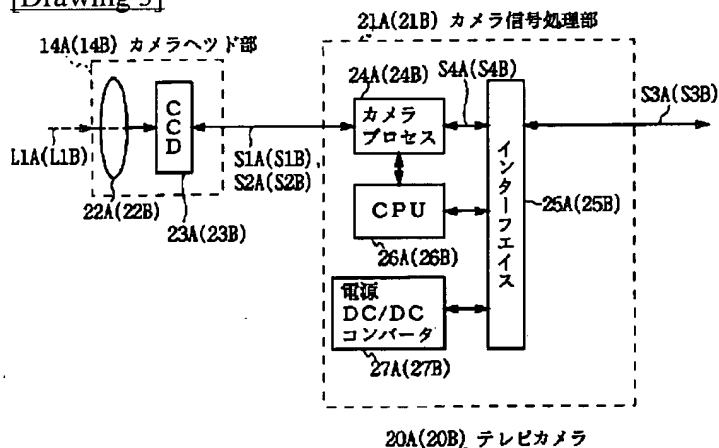 [Drawing 3]
21A(21B) カメラ信号処理部
14A(14B) カメラヘツド部
24A(24B)
S4A(S4B)
S3A(S3B)
CCD
カメラ
プロセス
インターフェイス
L1A(L1B)
S1A(S1B),
S2A(S2B)
22A(22B)
23A(23B)
CPU
25A(25B)
26A(26B)
電源
DC/DC
コンバータ
27A(27B)
20A(20B) テレビカメラ